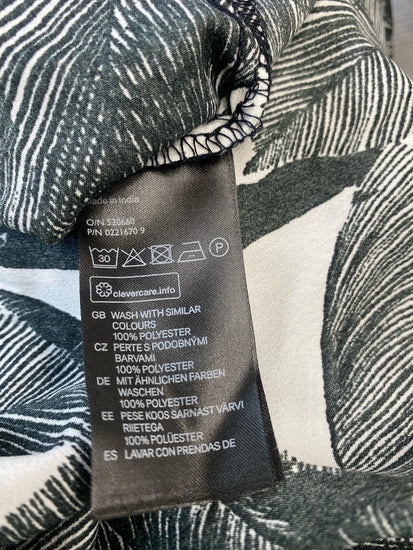 Made in India
O/N 520660
P/N 0221670 9
30
P
clevercare.info
GB WASH WITH SIMILAR
COLOURS
100% POLYESTER
CZ PERTE S PODOBNÝMI
BARVAMI
100% POLYESTER
DE MIT ÄHNLICHEN FARBEN
WASCHEN
100% POLYESTER
EE PESE KOOS SARNAST VÄRVI
RIIETEGA
100% POLÜESTER
ES LAVAR CON PRENDAS DE